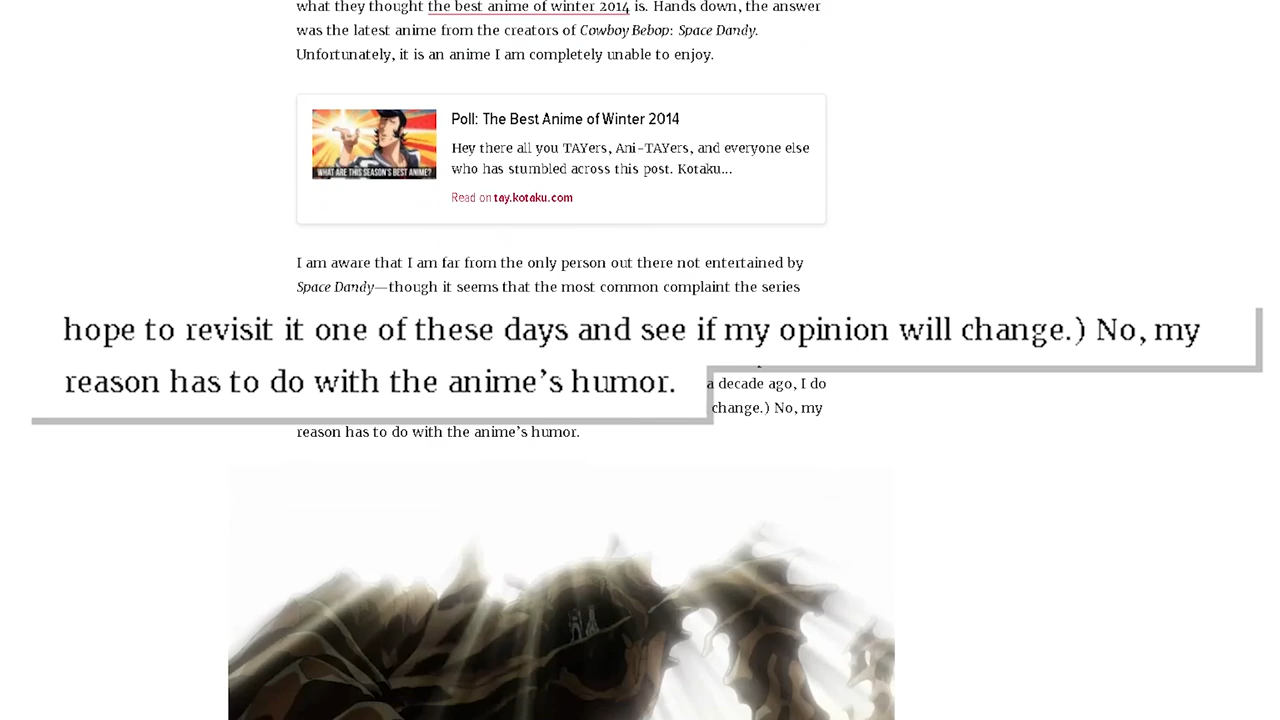 what they thought the best anime of winter 2014 is. Hands down, the answer
was the latest anime from the creators of Cowboy Bebop: Space Dandy.
Unfortunately, it is an anime I am completely unable to enjoy.
WHAT ARE THIS SEASON'S BEST ANIME?
Poll: The Best Anime of Winter 2014
Hey there all you TAYers, Ani-TAYers, and everyone else
who has stumbled across this post. Kotaku...
Read on tay.kotaku.com
I am aware that I am far from the only person out there not entertained by
Space Dandy—though it seems that the most common complaint the series
hope to revisit it one of these days and see if my opinion will change.) No, my
reason has to do with the anime's humor.
a decade ago, I do
change.) No, my
reason has to do with the anime's humor.